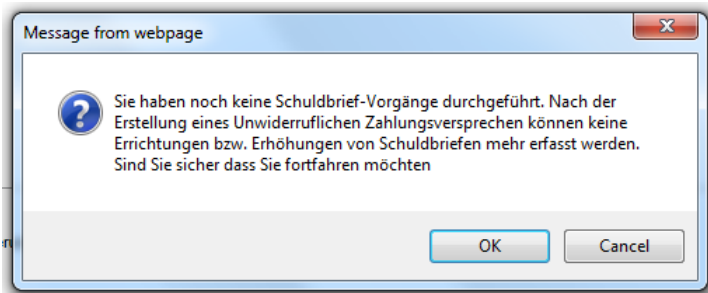 Message from webpage
Sie haben noch keine Schuldbrief-Vorgänge durchgeführt. Nach der
Erstellung eines Unwiderruflichen Zahlungsversprechen können keine
Errichtungen bzw. Erhöhungen von Schuldbriefen mehr erfasst werden.
Sind Sie sicher dass Sie fortfahren möchten
OK Cancel